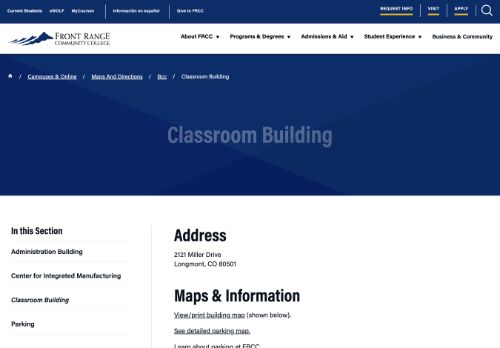 Current Students eWOLF MyCourses Información en español Give to FRCC REQUEST INFO VISIT APPLY
FRONT RANGE
COMMUNITY COLLEGE
About FRCC Programs & Degrees Admissions & Aid Student Experience Business & Community
/ Campuses & Online / Maps And Directions / Bcc / Classroom Building
Classroom Building
In this Section
Administration Building
Center for Integrated Manufacturing
Classroom Building
Parking
Address
2121 Miller Drive
Longmont, CO 80501
Maps & Information
View/print building map (shown below).
See detailed parking map.
Learn about parking at FRCC